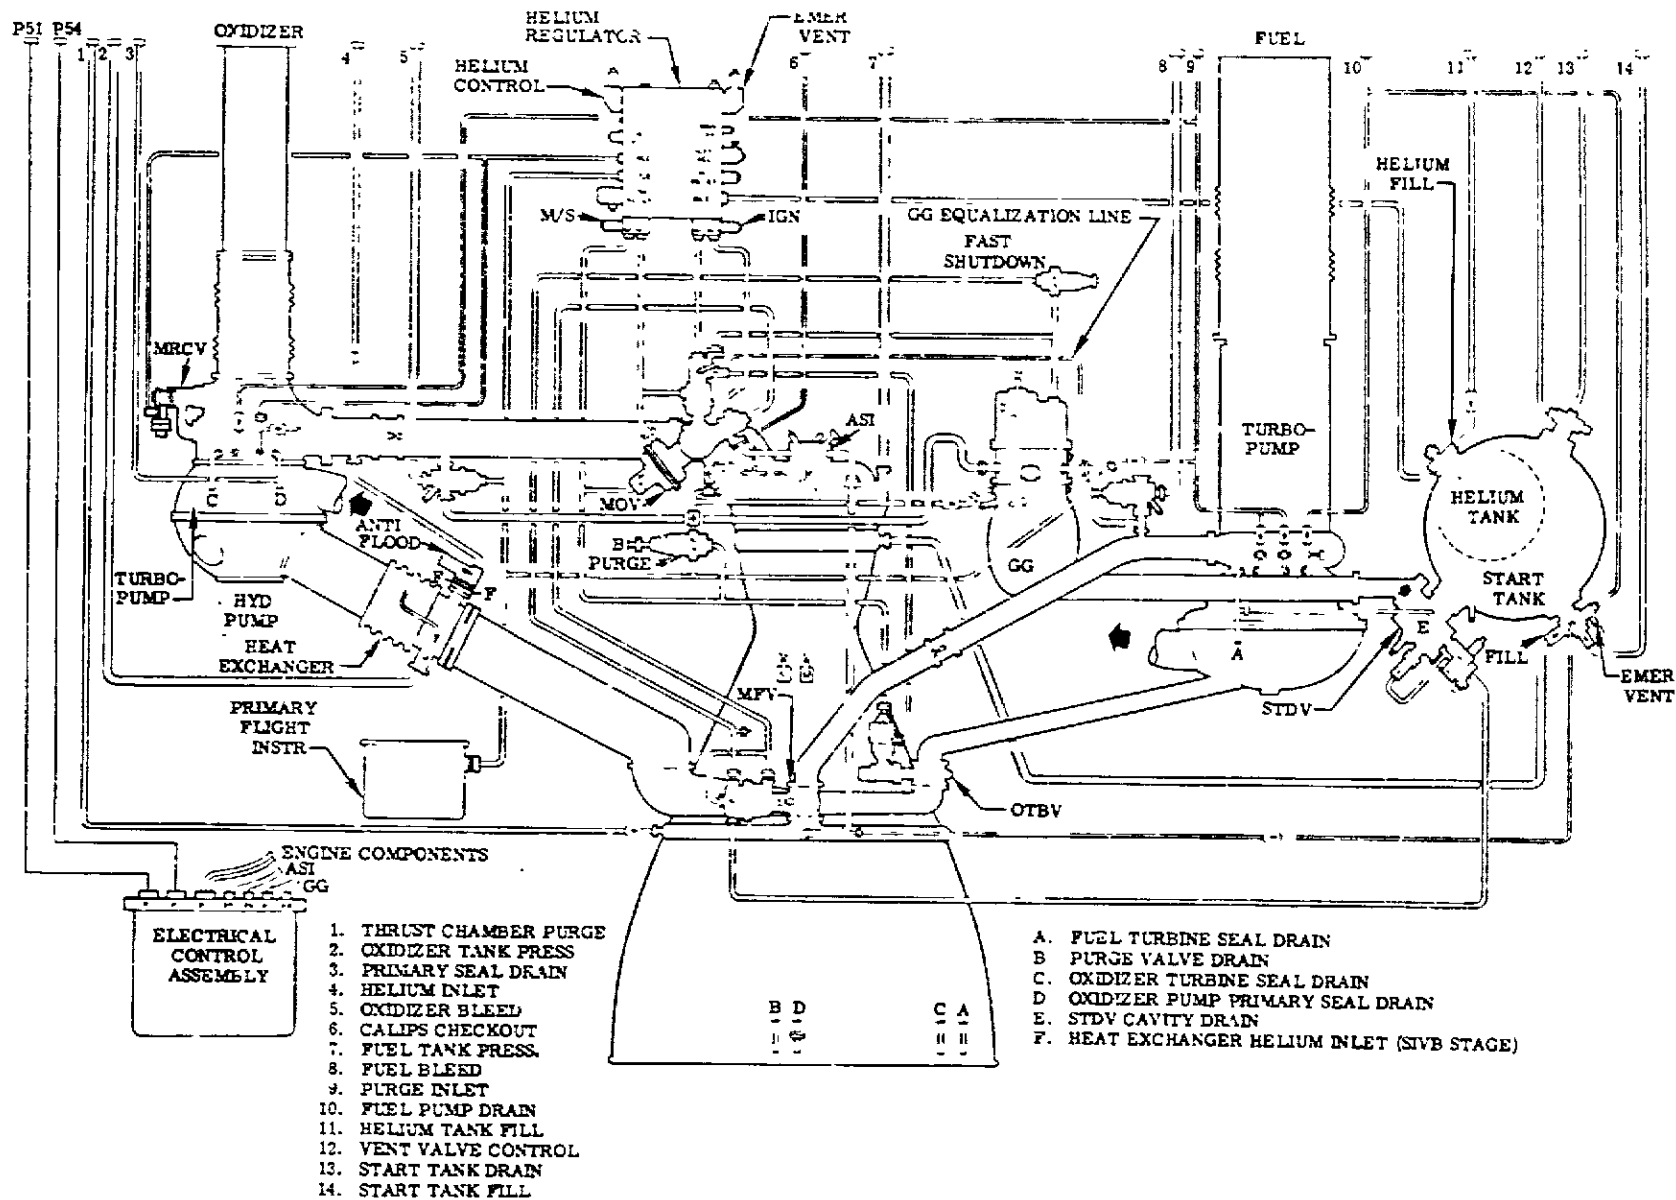 P51 P54
1 2 3
OXIDIZER
4
5
HELIUM
REGULATOR
EMER
VENT
6
7
8
9
FUEL
10
11
12
13
14
HELIUM
CONTROL
A
A
HELIUM
FILL
M/S
IGN
GG EQUALIZATION LINE
FAST
SHUTDOWN
MRCV
ASI
TURBO-
PUMP
HELIUM
TANK
MOV
ANTI
FLOOD
B
PURGE
GG
START
TANK
TURBO-
PUMP
HYD
PUMP
F
E
A
HEAT
EXCHANGER
FILL
EMER
VENT
STDV
MFV
PRIMARY
FLIGHT
INSTR
OTBV
ENGINE COMPONENTS
ASI
GG
ELECTRICAL
CONTROL
ASSEMBLY
1. THRUST CHAMBER PURGE
2. OXIDIZER TANK PRESS
3. PRIMARY SEAL DRAIN
4. HELIUM INLET
5. OXIDIZER BLEED
6. CALIPS CHECKOUT
7. FUEL TANK PRESS.
8. FUEL BLEED
9. PURGE INLET
10. FUEL PUMP DRAIN
11. HELIUM TANK FILL
12. VENT VALVE CONTROL
13. START TANK DRAIN
14. START TANK FILL
B D
C A
A. FUEL TURBINE SEAL DRAIN
B PURGE VALVE DRAIN
C. OXIDIZER TURBINE SEAL DRAIN
D OXIDIZER PUMP PRIMARY SEAL DRAIN
E. STDV CAVITY DRAIN
F. HEAT EXCHANGER HELIUM INLET (SIVB STAGE)